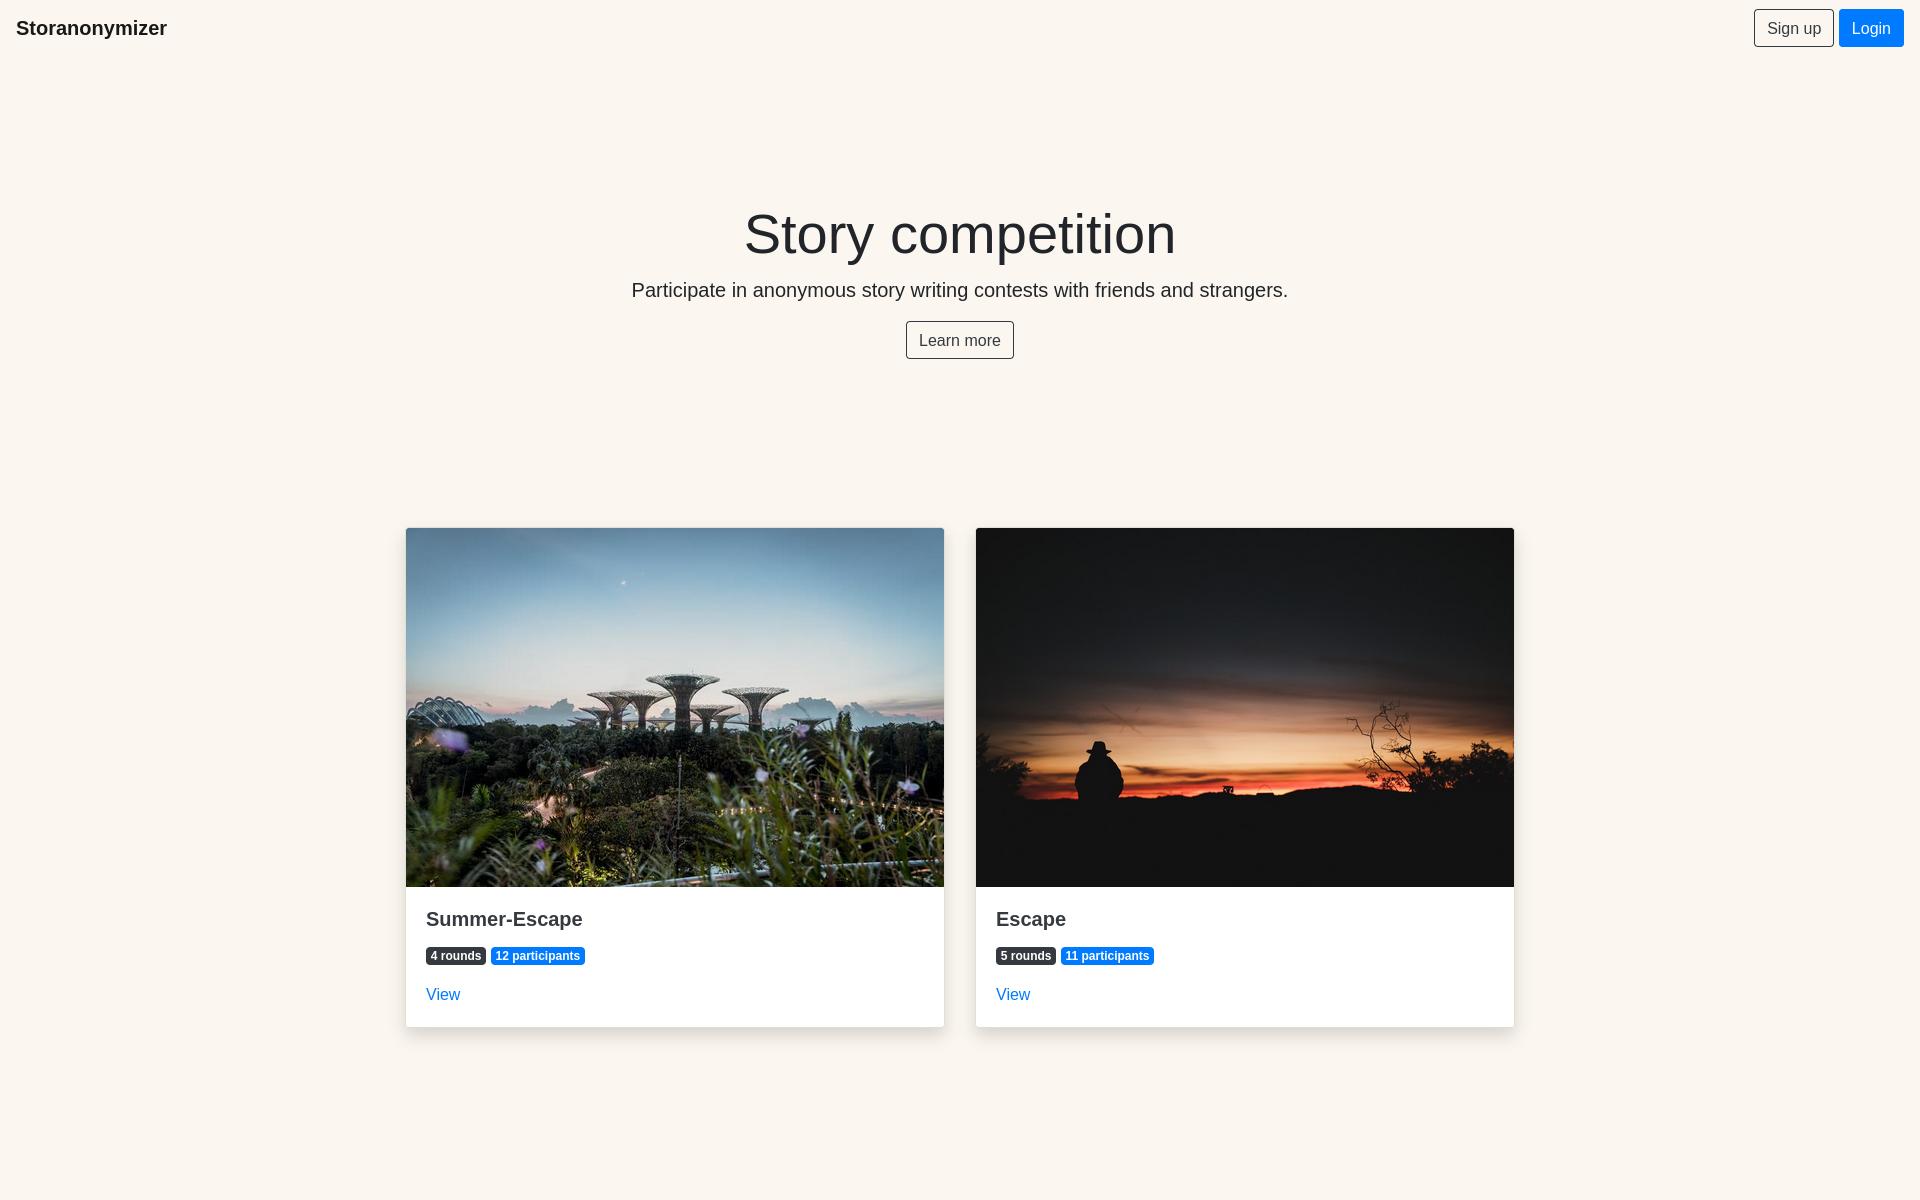 Storanonymizer
Sign up
Login
Story competition
Participate in anonymous story writing contests with friends and strangers.
Learn more
Summer-Escape
4 rounds 12 participants
View
Escape
5 rounds 11 participants
View